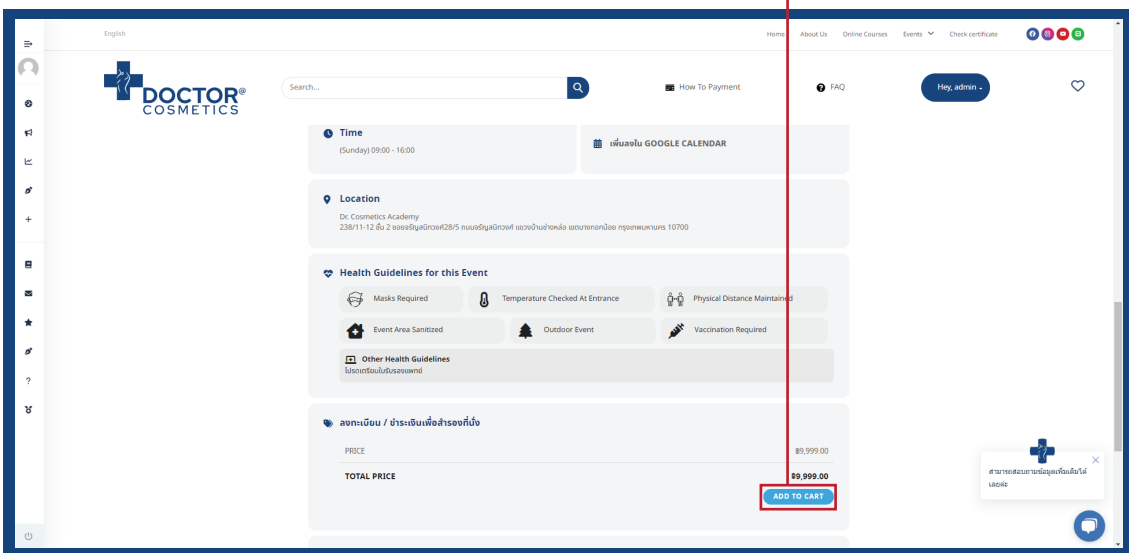 English
Home
About Us
Online Courses
Events
Check certificate
DOCTOR®
COSMETICS
Search...
How To Payment
FAQ
Hey, admin
Time
(Sunday) 09:00 - 16:00
เพิ่มลงใน GOOGLE CALENDAR
Location
Dr. Cosmetics Academy
238/11-12 ชั้น 2 ซอยจรัญสนิทวงศ์28/5 ถนนจรัญสนิทวงศ์ แขวงบ้านช่างหล่อ เขตบางกอกน้อย กรุงเทพมหานคร 10700
Health Guidelines for this Event
Masks Required
Temperature Checked At Entrance
Physical Distance Maintained
Event Area Sanitized
Outdoor Event
Vaccination Required
Other Health Guidelines
โปรดเตรียมใบรับรองแพทย์
ลงทะเบียน / ชำระเงินเพื่อสำรองที่นั่ง
PRICE
฿9,999.00
TOTAL PRICE
฿9,999.00
ADD TO CART
สามารถสอบถามข้อมูลเพิ่มเติมได้
เลยค่ะ